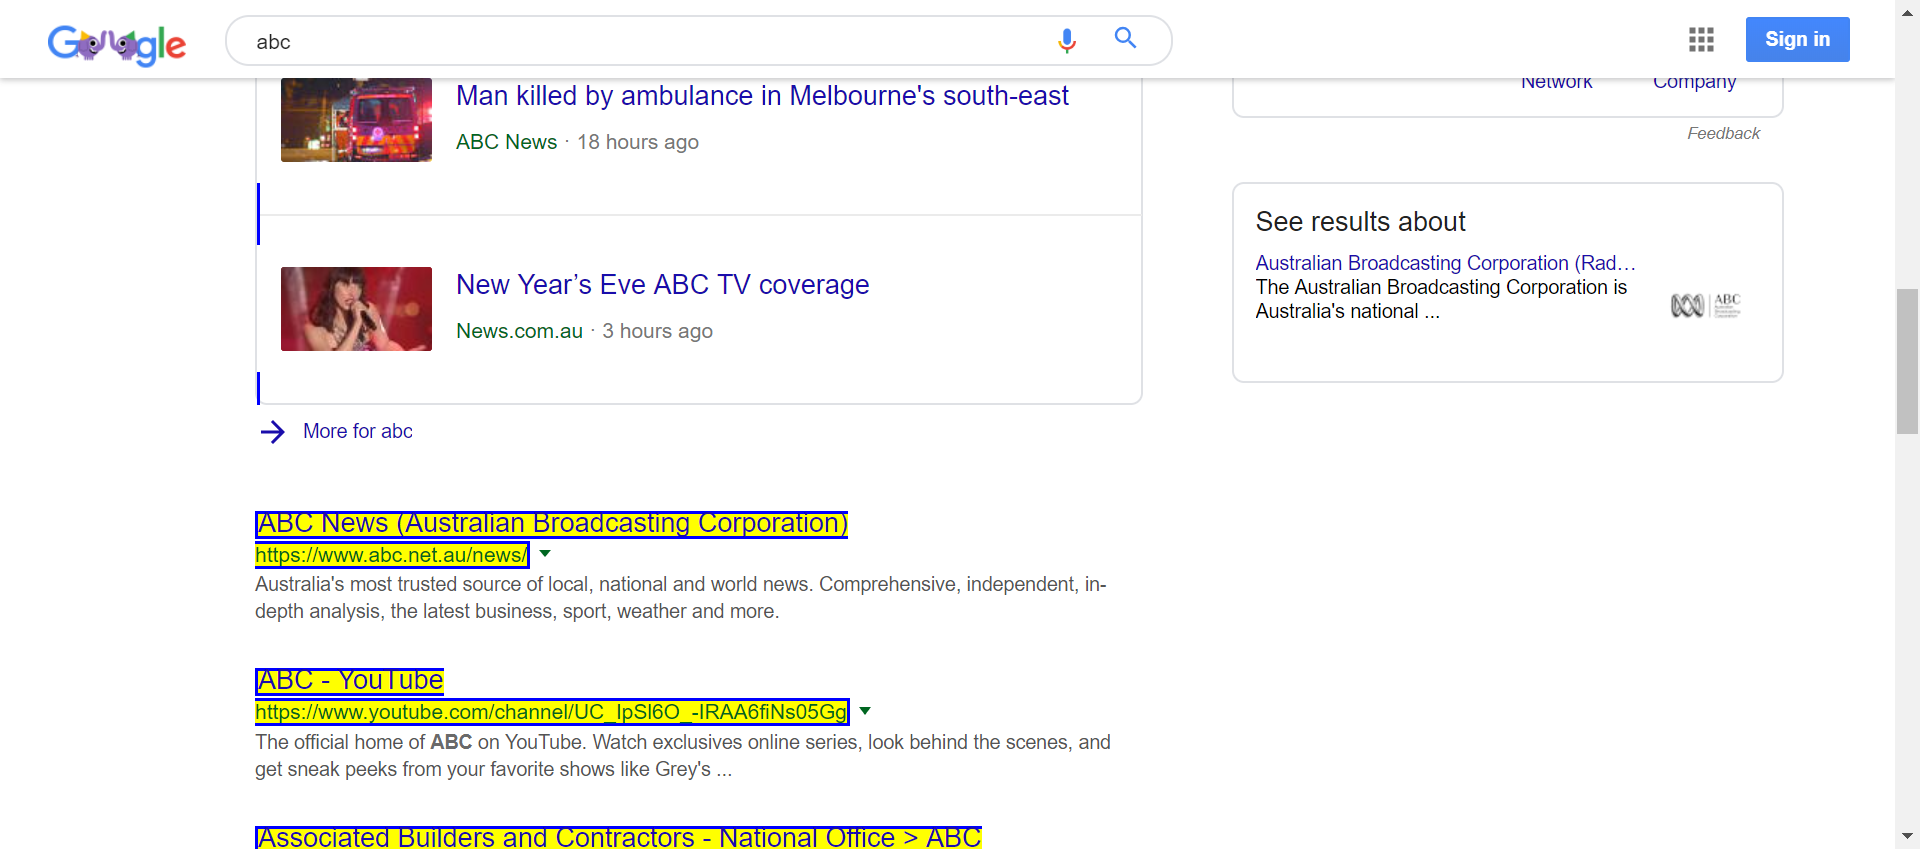 Google
abc
Sign in
Man killed by ambulance in Melbourne's south-east
ABC News · 18 hours ago
New Year’s Eve ABC TV coverage
News.com.au · 3 hours ago
More for abc
ABC News (Australian Broadcasting Corporation)
https://www.abc.net.au/news/
Australia's most trusted source of local, national and world news. Comprehensive, independent, in-
depth analysis, the latest business, sport, weather and more.
ABC - YouTube
https://www.youtube.com/channel/UC_IpSI6O_-IRAA6fiNs05Gg
The official home of ABC on YouTube. Watch exclusives online series, look behind the scenes, and
get sneak peeks from your favorite shows like Grey's ...
Associated Builders and Contractors - National Office > ABC
Network Company
Feedback
See results about
Australian Broadcasting Corporation (Rad…
The Australian Broadcasting Corporation is
Australia's national ...
ABC
Australian
Broadcasting
Corporation